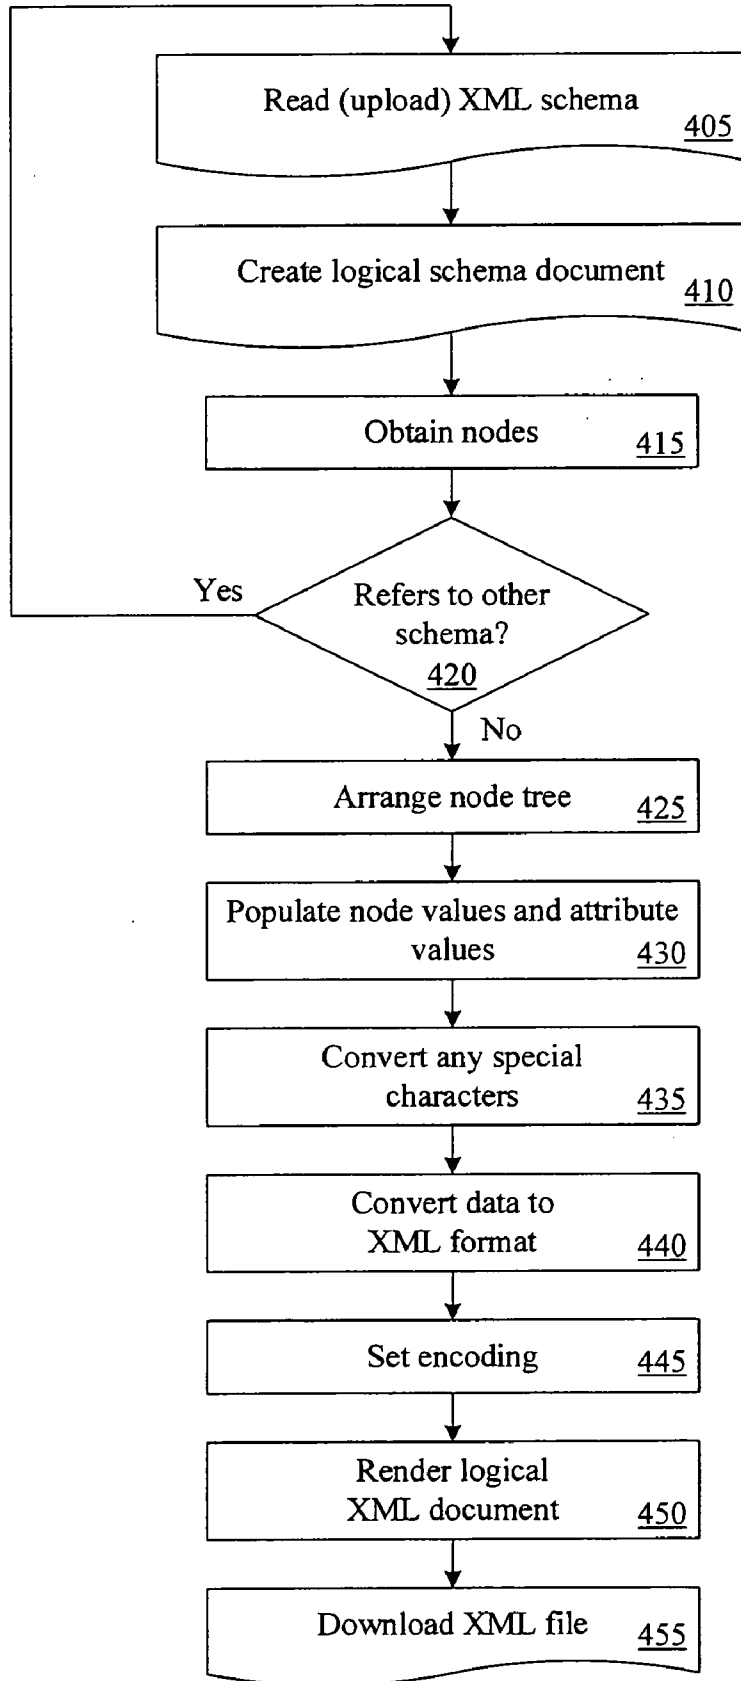 Read (upload) XML schema
405
Create logical schema document
410
Obtain nodes
415
Yes
Refers to other
schema?
420
No
Arrange node tree
425
Populate node values and attribute
values
430
Convert any special
characters
435
Convert data to
XML format
440
Set encoding
445
Render logical
XML document
450
Download XML file
455